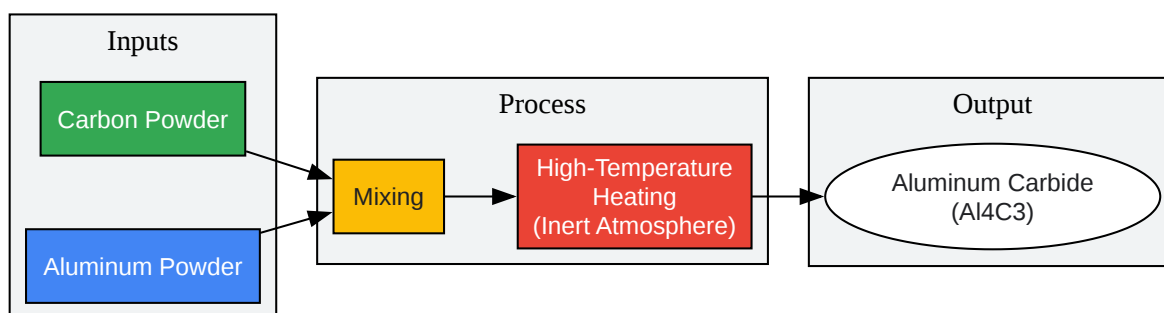 Inputs
Carbon Powder
Aluminum Powder
Process
Mixing
High-Temperature
Heating
(Inert Atmosphere)
Output
Aluminum Carbide
(Al4C3)